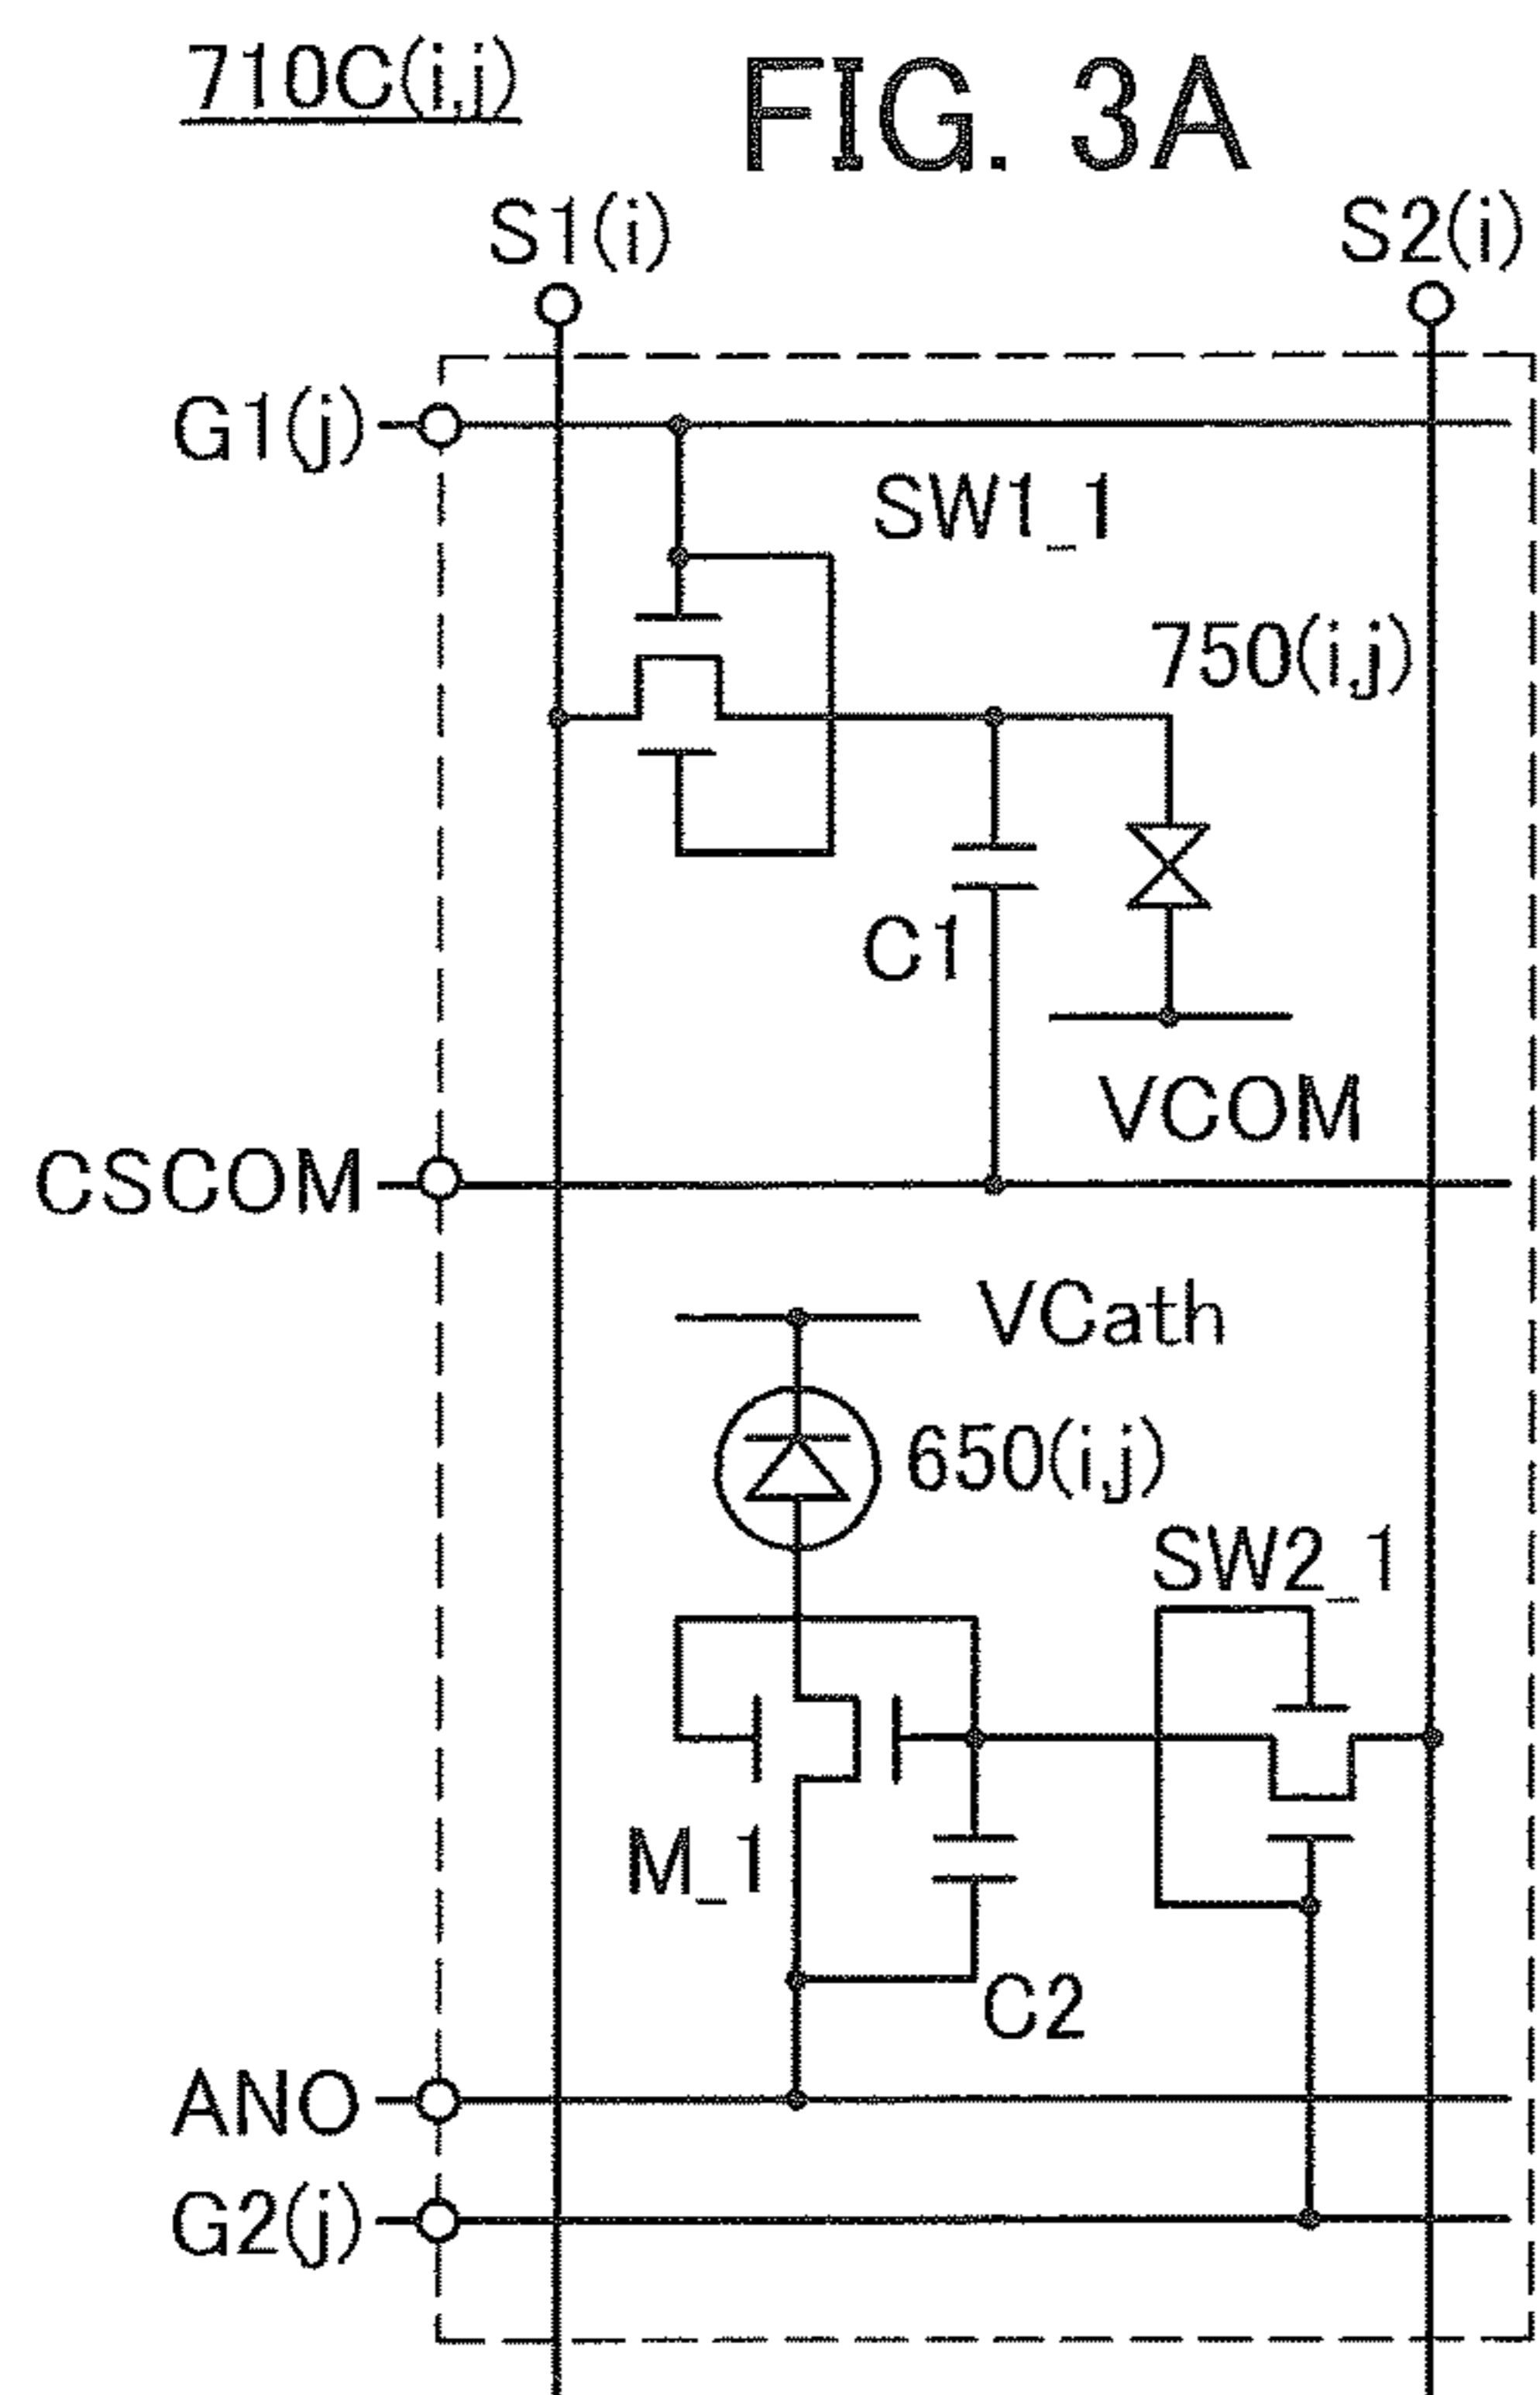 710C(i,j)
FIG. 3A
S1(i)
S2(i)
G1(j)
SW1_1
750(i,j)
C1
VCOM
CSCOM
VCath
650(i,j)
SW2_1
M_1
C2
ANO
G2(j)